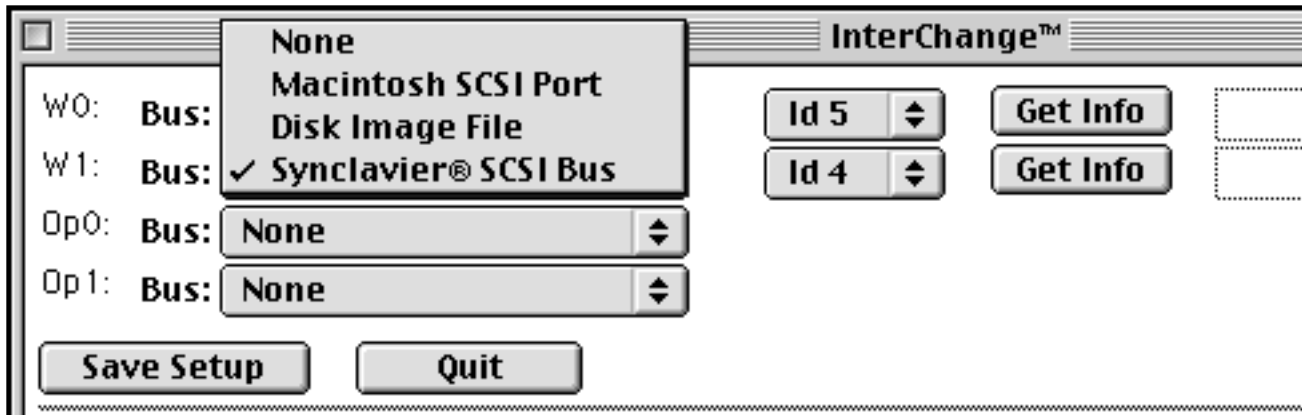 InterChange™
None
Macintosh SCSI Port
Disk Image File
✓ Synclavier® SCSI Bus
W0: Bus: Id 5 Get Info
W1: Bus: Id 4 Get Info
Op0: Bus: None
Op1: Bus: None
Save Setup Quit